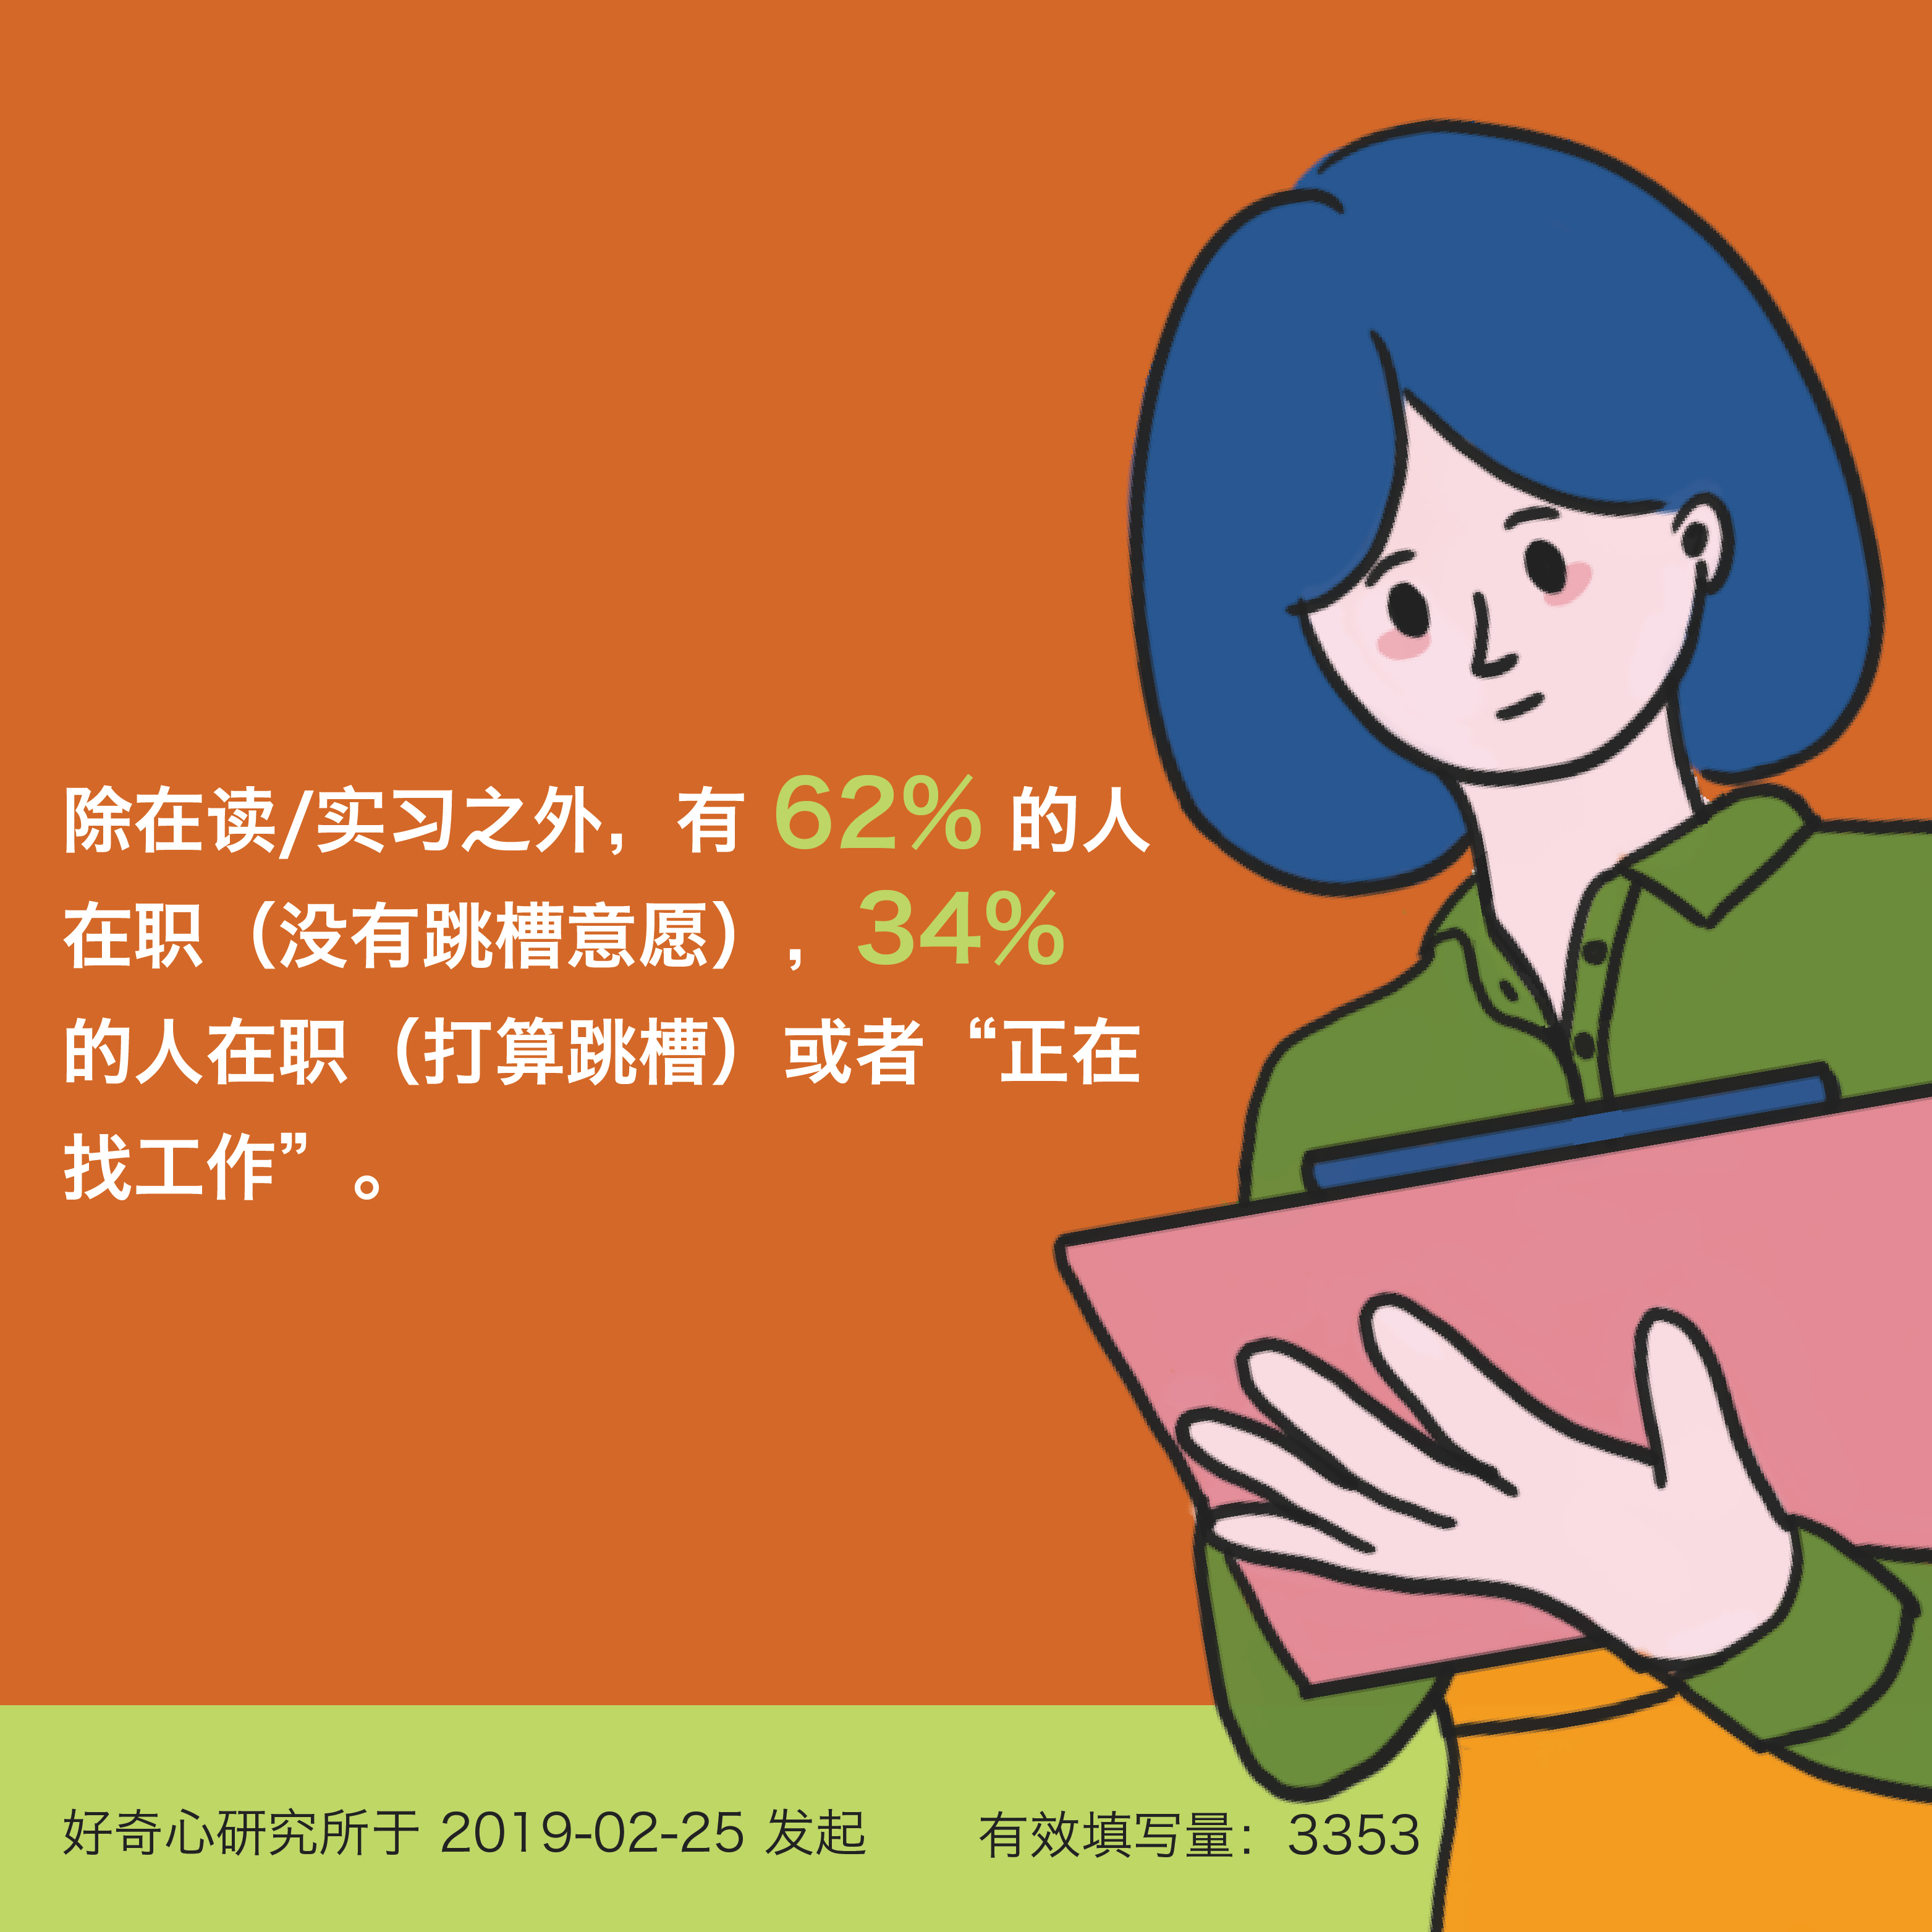 除在读/实习之外，有 62% 的人
在职（没有跳槽意愿），34%
的人在职（打算跳槽）或者“正在
找工作”。
好奇心研究所于 2019-02-25 发起 有效填写量：3353